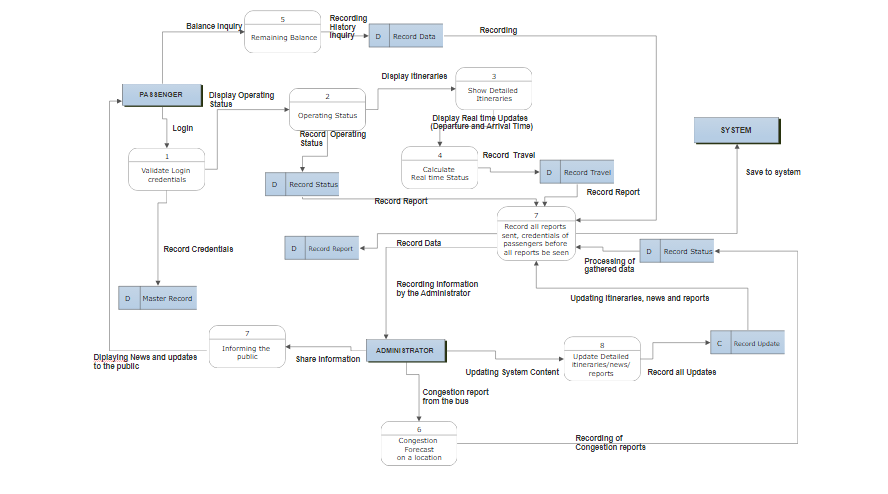 5
Remaining Balance
Balance Inquiry
Recording
History
Inquiry
D Record Data
Recording
PASSENGER
Login
Display Operating
Status
2
Operating Status
Display Itineraries
3
Show Detailed
Itineraries
Display Real time Updates
(Departure and Arrival Time)
Record Operating
Status
1
Validate Login
credentials
4
Calculate
Real time Status
Record Travel
D Record Travel
D Record Status
Record Report
Record Report
SYSTEM
Save to system
7
Record all reports
sent, credentials of
passengers before
all reports be seen
Record Credentials
D Record Report
Record Data
D Record Status
Processing of
gathered data
D Master Record
Recording Information
by the Administrator
Updating itineraries, news and reports
7
Informing the
public
Diplaying News and updates
to the public
Share Information
ADMINISTRATOR
Updating System Content
8
Update Detailed
itineraries/news/
reports
Record all Updates
C Record Update
Congestion report
from the bus
6
Congestion
Forecast
on a location
Recording of
Congestion reports